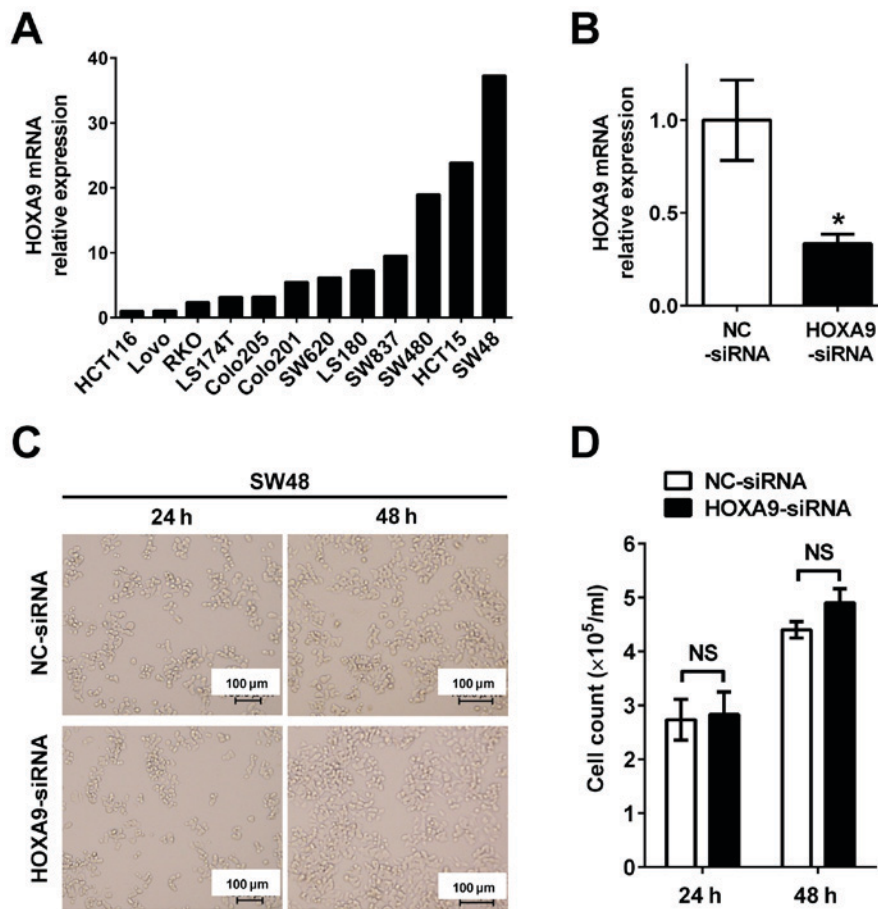 A
HOXA9 mRNA
relative expression
40
30
20
10
0
HCT116
Lovo
RKO
LS174T
Colo205
Colo201
SW620
LS180
SW837
SW480
HCT15
SW48
B
HOXA9 mRNA
relative expression
1.0
0.5
0.0
*
NC
-siRNA
HOXA9
-siRNA
C
SW48
24 h
48 h
NC-siRNA
100 μm
100 μm
HOXA9-siRNA
100 μm
100 μm
D
NC-siRNA
HOXA9-siRNA
Cell count (×10⁵/ml)
6
5
4
3
2
1
0
NS
NS
24 h
48 h